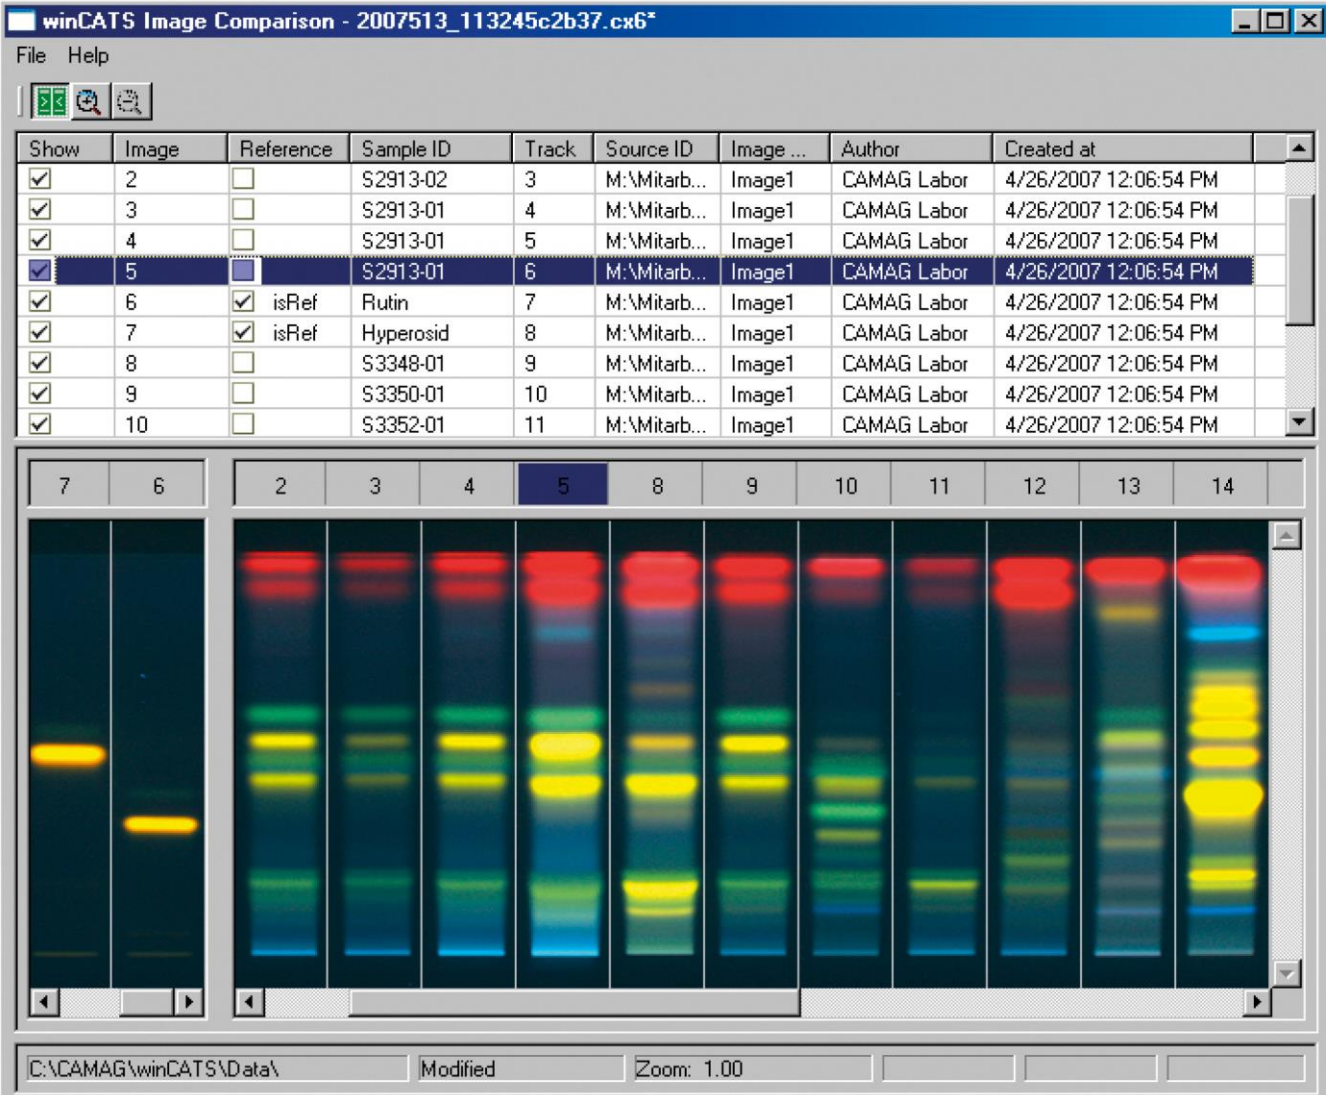 winCATS Image Comparison - 2007513_113245c2b37.cx6*
File Help
Show Image Reference Sample ID Track Source ID Image ... Author Created at
2 S2913-02 3 M:\Mitarb... Image1 CAMAG Labor 4/26/2007 12:06:54 PM
3 S2913-01 4 M:\Mitarb... Image1 CAMAG Labor 4/26/2007 12:06:54 PM
4 S2913-01 5 M:\Mitarb... Image1 CAMAG Labor 4/26/2007 12:06:54 PM
5 S2913-01 6 M:\Mitarb... Image1 CAMAG Labor 4/26/2007 12:06:54 PM
6 isRef Rutin 7 M:\Mitarb... Image1 CAMAG Labor 4/26/2007 12:06:54 PM
7 isRef Hyperosid 8 M:\Mitarb... Image1 CAMAG Labor 4/26/2007 12:06:54 PM
8 S3348-01 9 M:\Mitarb... Image1 CAMAG Labor 4/26/2007 12:06:54 PM
9 S3350-01 10 M:\Mitarb... Image1 CAMAG Labor 4/26/2007 12:06:54 PM
10 S3352-01 11 M:\Mitarb... Image1 CAMAG Labor 4/26/2007 12:06:54 PM
7 6 2 3 4 5 8 9 10 11 12 13 14
C:\CAMAG\winCATS\Data\ Modified Zoom: 1.00